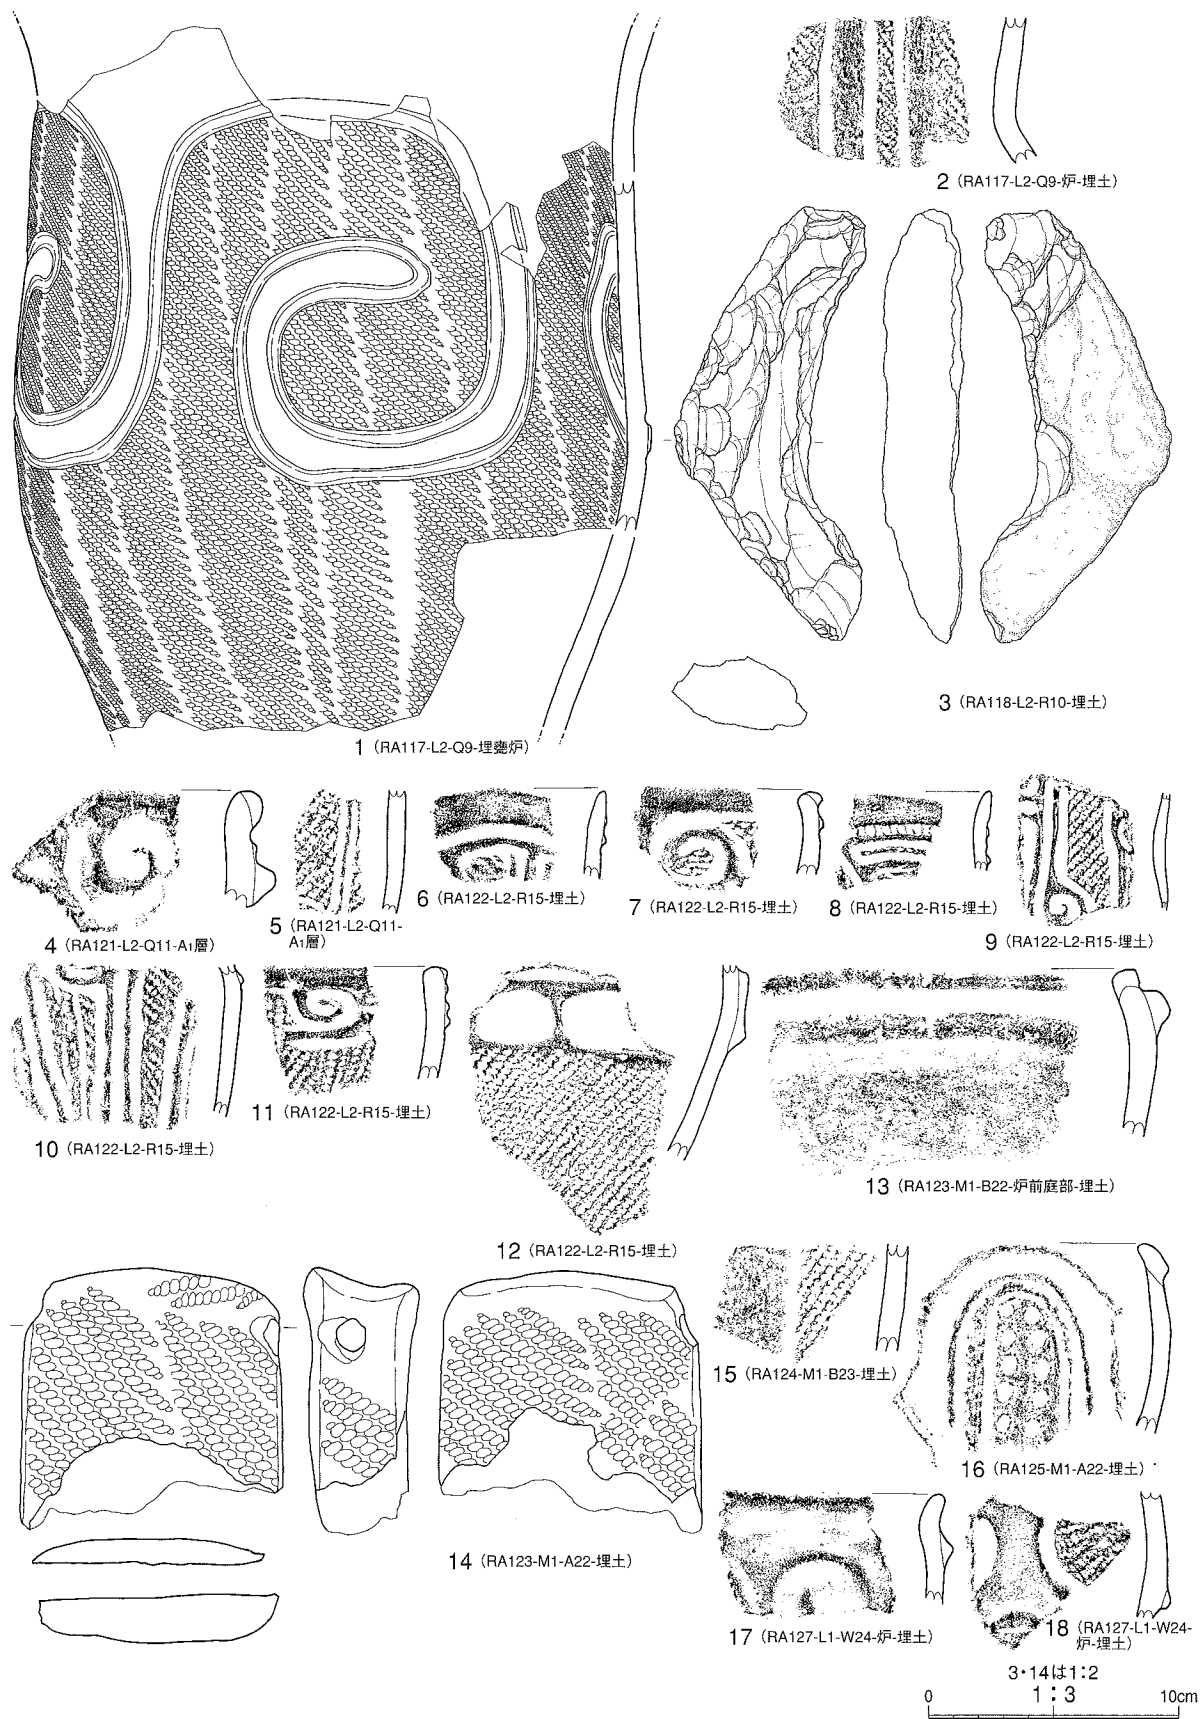 2 (RA117-L2-Q9-炉-埋土)
3 (RA118-L2-R10-埋土)
1 (RA117-L2-Q9-埋甕炉)
4 (RA121-L2-Q11-A1層)
5 (RA121-L2-Q11-
A1層)
6 (RA122-L2-R15-埋土)
7 (RA122-L2-R15-埋土)
8 (RA122-L2-R15-埋土)
9 (RA122-L2-R15-埋土)
10 (RA122-L2-R15-埋土)
11 (RA122-L2-R15-埋土)
12 (RA122-L2-R15-埋土)
13 (RA123-M1-B22-炉前庭部-埋土)
14 (RA123-M1-A22-埋土)
15 (RA124-M1-B23-埋土)
16 (RA125-M1-A22-埋土)
17 (RA127-L1-W24-炉-埋土)
18 (RA127-L1-W24-
炉-埋土)
3・14は1:2
1:3
0 10cm